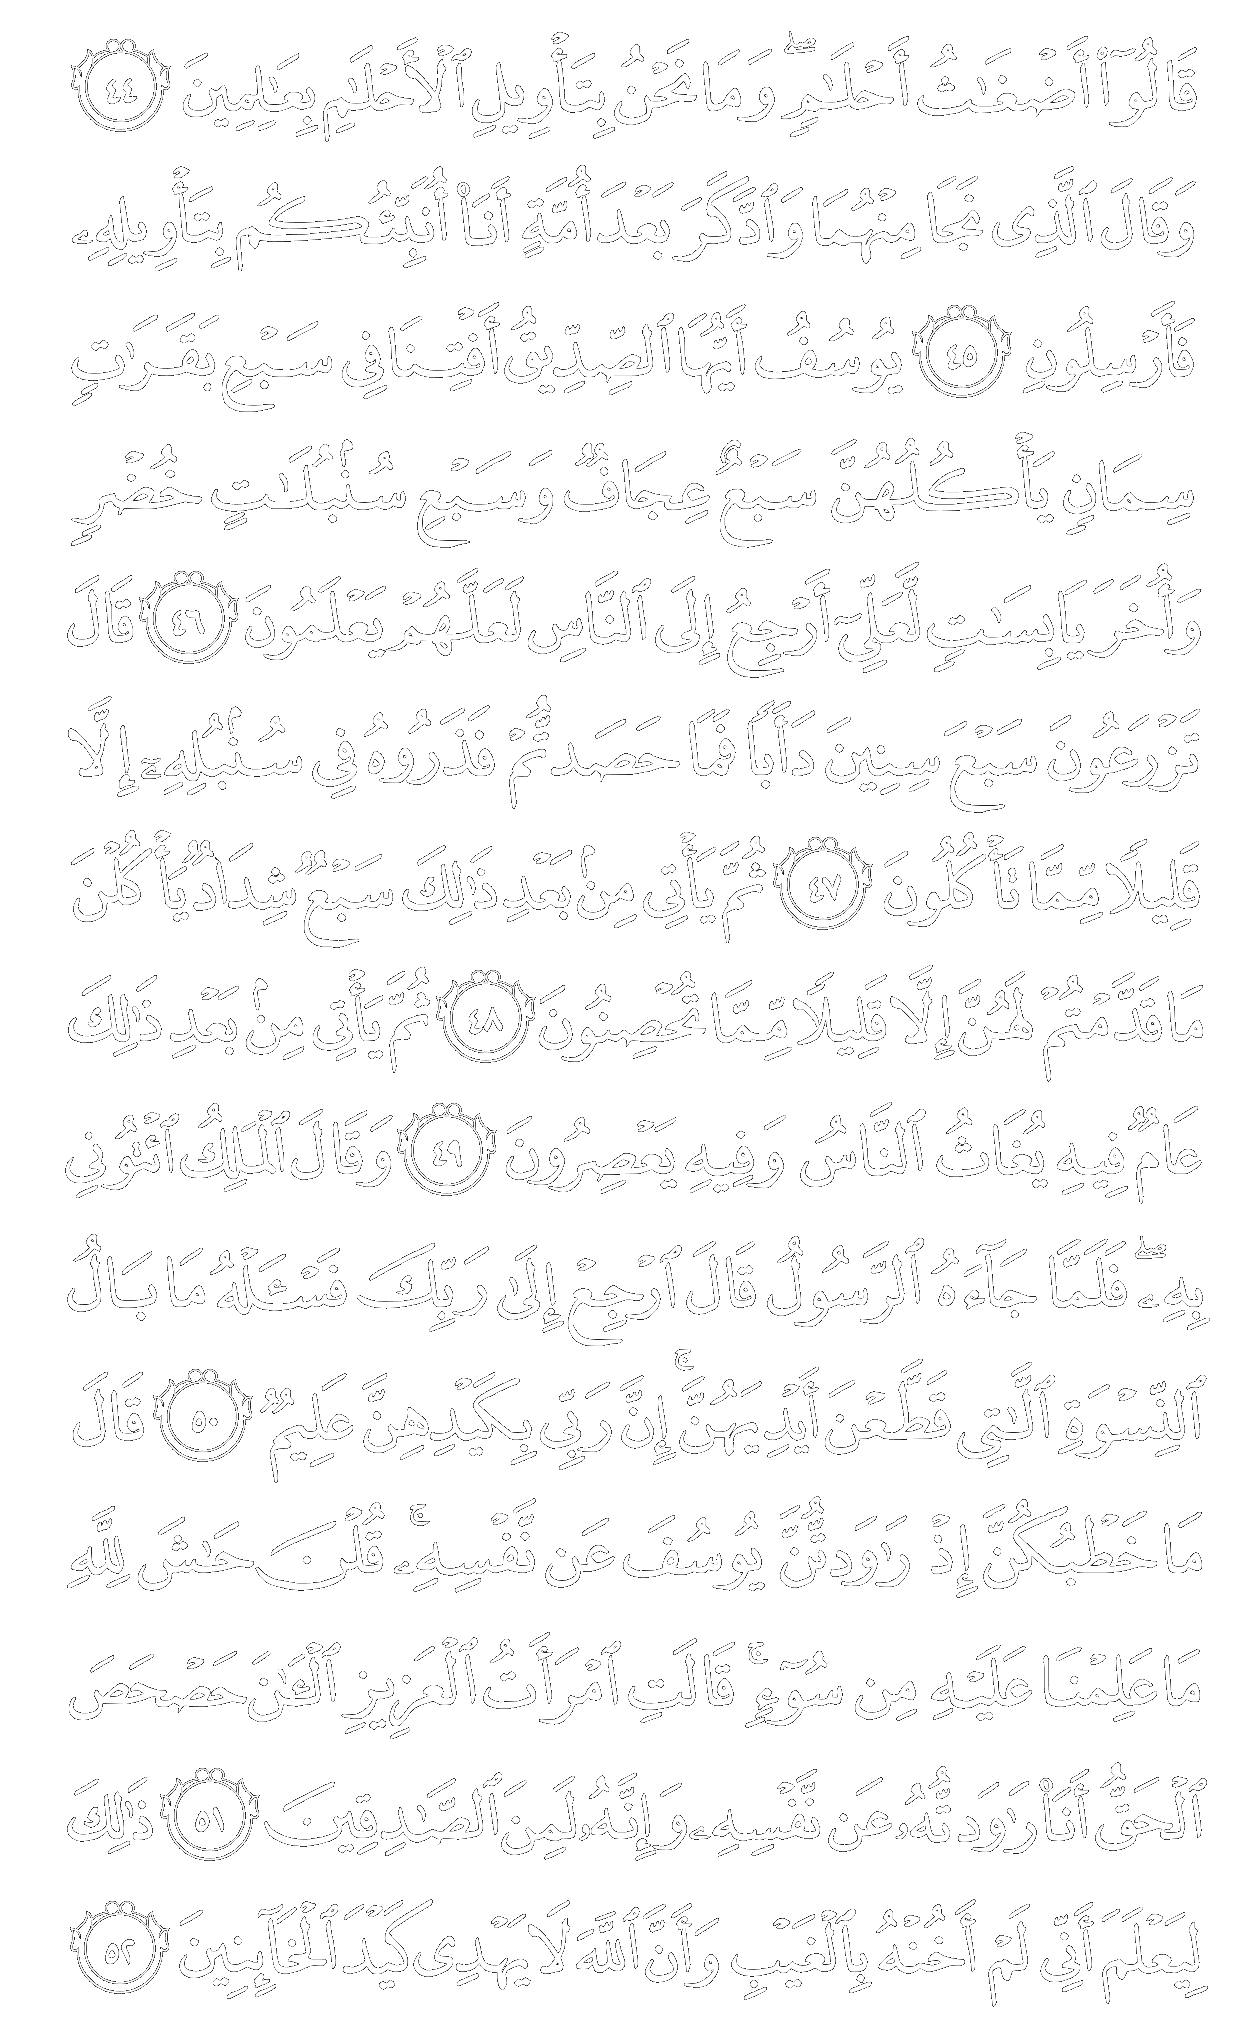 قَالُوٓا۟ أَضْغَٰثُ أَحْلَٰمٍ ۖ وَمَا نَحْنُ بِتَأْوِيلِ ٱلْأَحْلَٰمِ بِعَٰلِمِينَ ٤٤
وَقَالَ ٱلَّذِى نَجَا مِنْهُمَا وَٱدَّكَرَ بَعْدَ أُمَّةٍ أَنَا۠ أُنَبِّئُكُم بِتَأْوِيلِهِۦ
فَأَرْسِلُونِ ٤٥ يُوسُفُ أَيُّهَا ٱلصِّدِّيقُ أَفْتِنَا فِى سَبْعِ بَقَرَٰتٍ
سِمَانٍ يَأْكُلُهُنَّ سَبْعٌ عِجَافٌ وَسَبْعِ سُنۢبُلَٰتٍ خُضْرٍ
وَأُخَرَ يَابِسَٰتٍ لَّعَلِّىٓ أَرْجِعُ إِلَى ٱلنَّاسِ لَعَلَّهُمْ يَعْلَمُونَ ٤٦ قَالَ
تَزْرَعُونَ سَبْعَ سِنِينَ دَأَبًا فَمَا حَصَدتُّمْ فَذَرُوهُ فِى سُنۢبُلِهِۦٓ إِلَّا
قَلِيلًا مِّمَّا تَأْكُلُونَ ٤٧ ثُمَّ يَأْتِى مِنۢ بَعْدِ ذَٰلِكَ سَبْعٌ شِدَادٌ يَأْكُلْنَ
مَا قَدَّمْتُمْ لَهُنَّ إِلَّا قَلِيلًا مِّمَّا تُحْصِنُونَ ٤٨ ثُمَّ يَأْتِى مِنۢ بَعْدِ ذَٰلِكَ
عَامٌ فِيهِ يُغَاثُ ٱلنَّاسُ وَفِيهِ يَعْصِرُونَ ٤٩ وَقَالَ ٱلْمَلِكُ ٱئْتُونِى
بِهِۦ ۖ فَلَمَّا جَآءَهُ ٱلرَّسُولُ قَالَ ٱرْجِعْ إِلَىٰ رَبِّكَ فَسْـَٔلْهُ مَا بَالُ
ٱلنِّسْوَةِ ٱلَّٰتِى قَطَّعْنَ أَيْدِيَهُنَّ ۚ إِنَّ رَبِّى بِكَيْدِهِنَّ عَلِيمٌ ٥٠ قَالَ
مَا خَطْبُكُنَّ إِذْ رَٰوَدتُّنَّ يُوسُفَ عَن نَّفْسِهِۦ ۚ قُلْنَ حَٰشَ لِلَّهِ
مَا عَلِمْنَا عَلَيْهِ مِن سُوٓءٍ ۚ قَالَتِ ٱمْرَأَتُ ٱلْعَزِيزِ ٱلْـَٰٔنَ حَصْحَصَ
ٱلْحَقُّ أَنَا۠ رَٰوَدتُّهُۥ عَن نَّفْسِهِۦ وَإِنَّهُۥ لَمِنَ ٱلصَّٰدِقِينَ ٥١ ذَٰلِكَ
لِيَعْلَمَ أَنِّى لَمْ أَخُنْهُ بِٱلْغَيْبِ وَأَنَّ ٱللَّهَ لَا يَهْدِى كَيْدَ ٱلْخَآئِنِينَ ٥٢